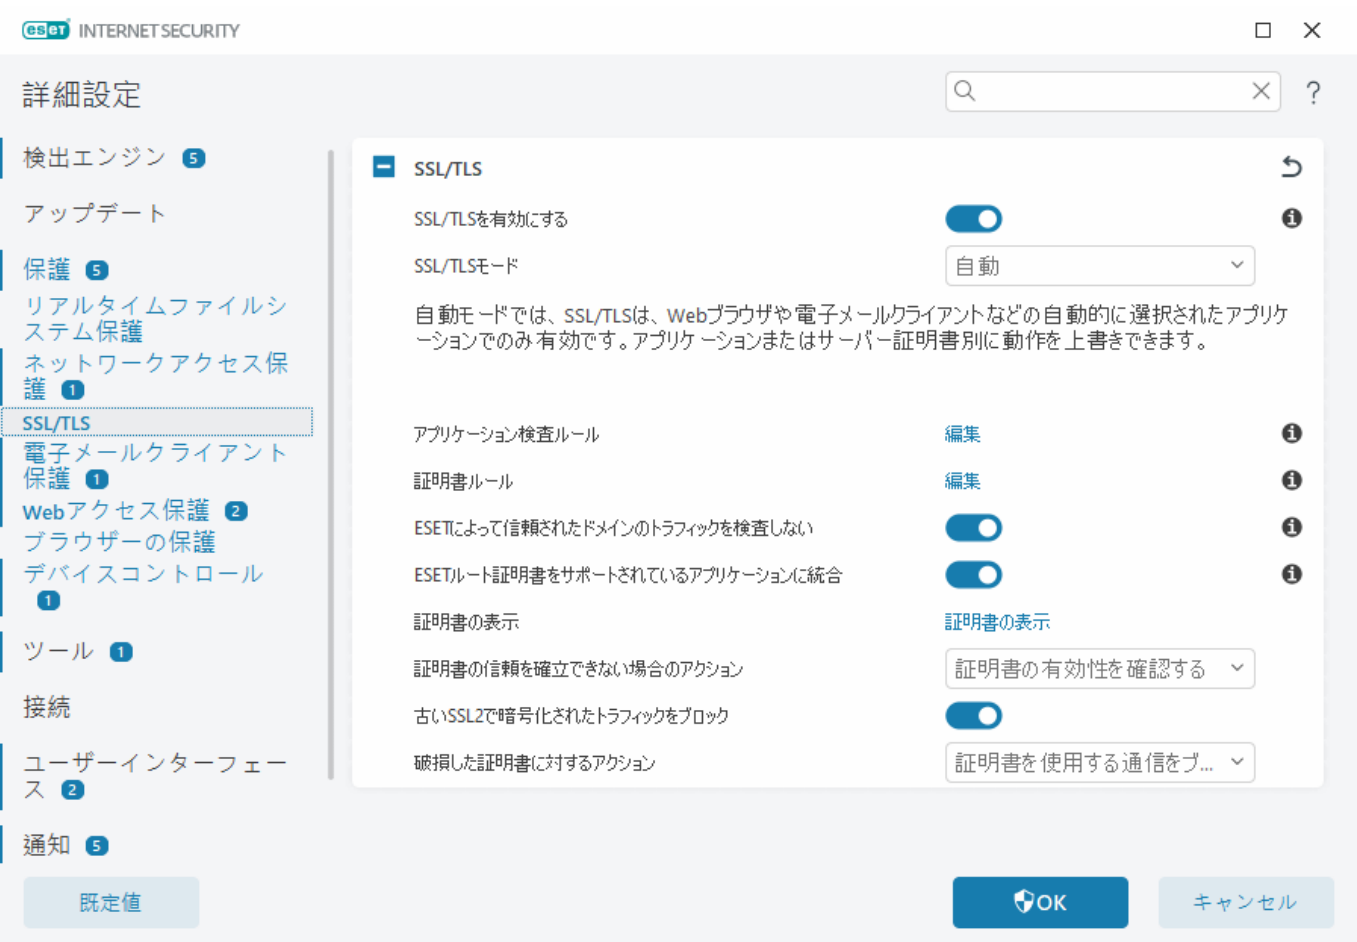 eset INTERNET SECURITY
詳細設定
?
検出エンジン 5
アップデート
保護 5
リアルタイムファイルシ
ステム保護
ネットワークアクセス保
護 1
SSL/TLS
電子メールクライアント
保護 1
Webアクセス保護 2
ブラウザーの保護
デバイスコントロール
1
ツール 1
接続
ユーザーインターフェー
ス 2
通知 5
SSL/TLS
SSL/TLSを有効にする
SSL/TLSモード 自動
自動モードでは、SSL/TLSは、Webブラウザや電子メールクライアントなどの自動的に選択されたアプリケ
ーションでのみ有効です。アプリケーションまたはサーバー証明書別に動作を上書きできます。
アプリケーション検査ルール 編集
証明書ルール 編集
ESETによって信頼されたドメインのトラフィックを検査しない
ESETルート証明書をサポートされているアプリケーションに統合
証明書の表示 証明書の表示
証明書の信頼を確立できない場合のアクション 証明書の有効性を確認する
古いSSL2で暗号化されたトラフィックをブロック
破損した証明書に対するアクション 証明書を使用する通信をブ...
既定値
OK
キャンセル